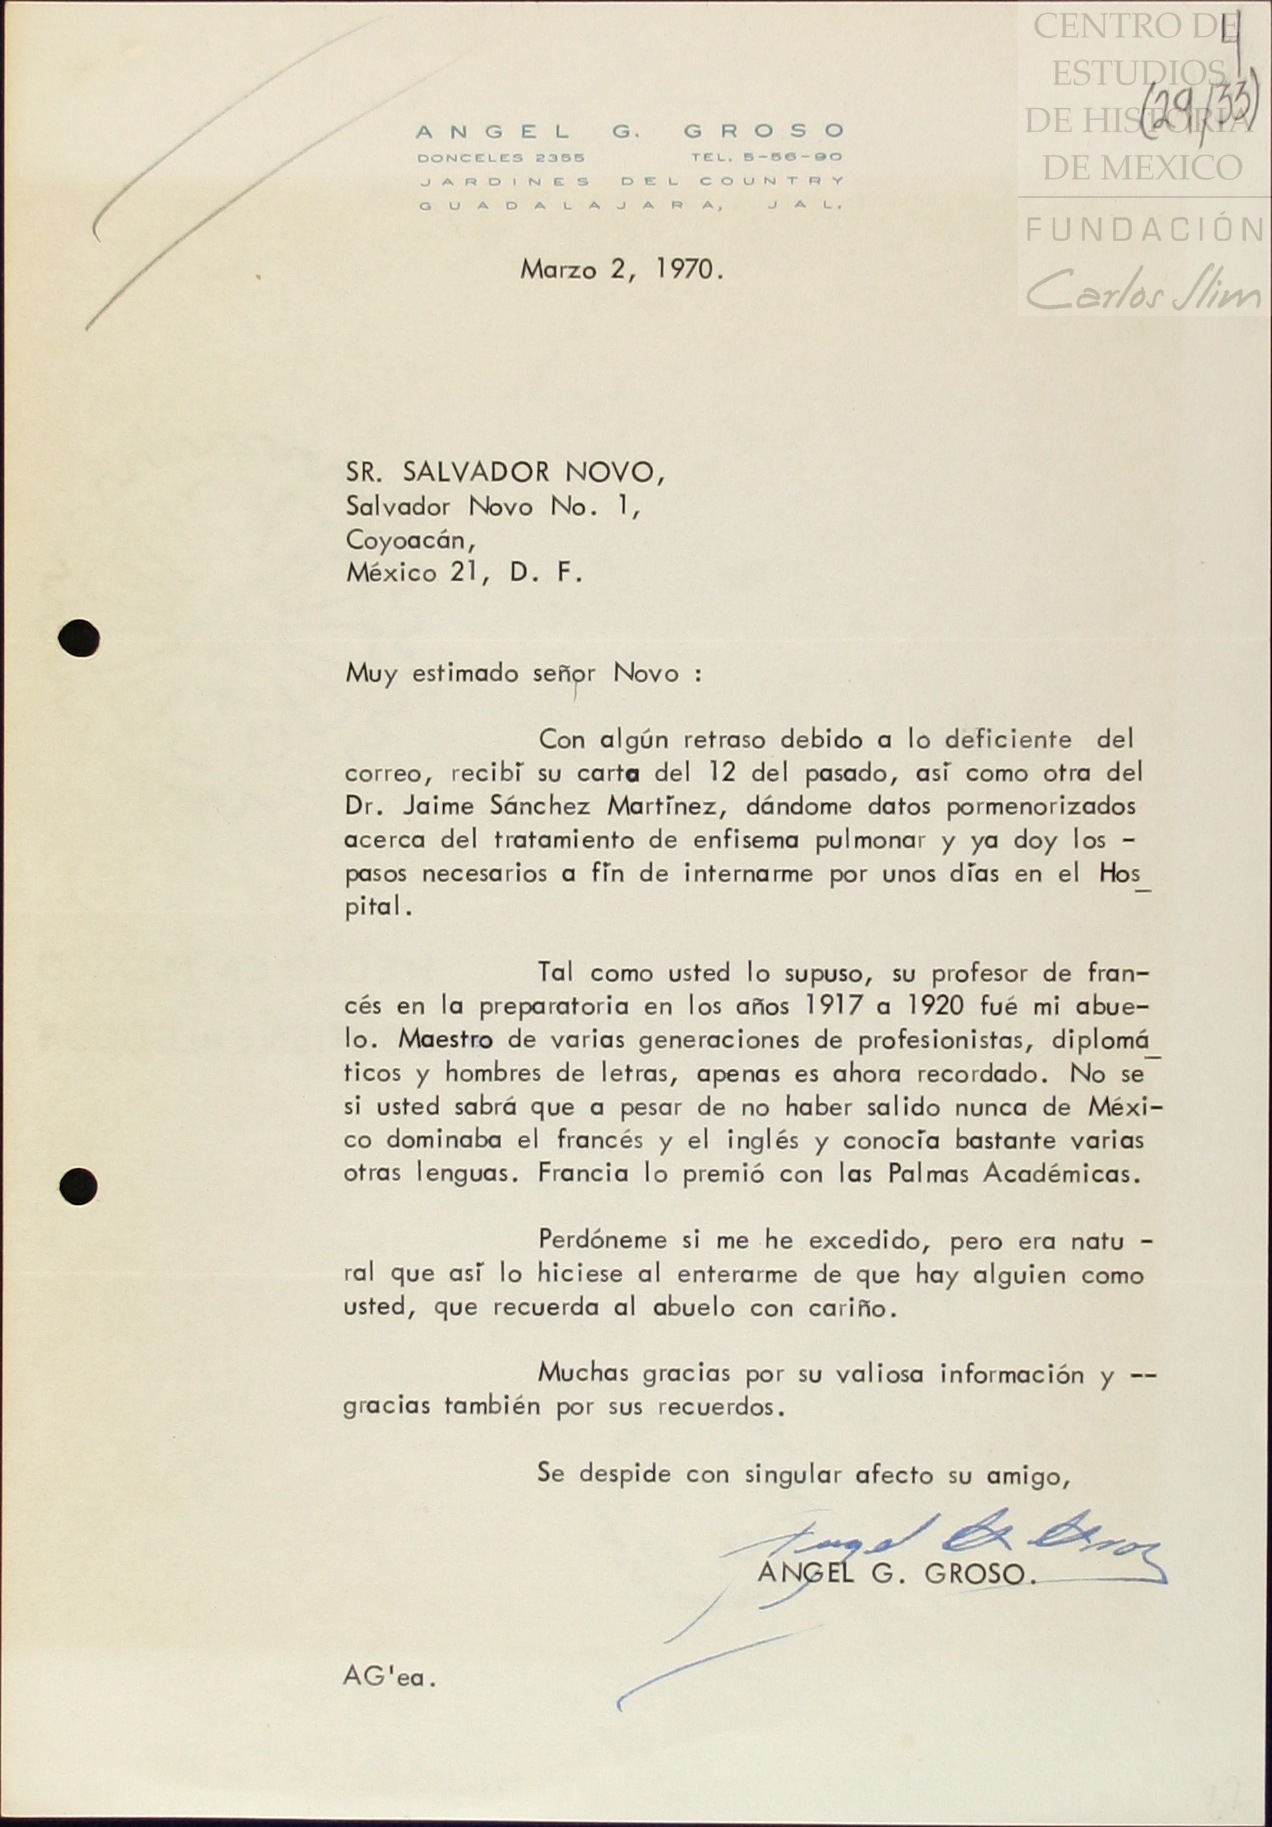 CENTRO DE
ESTUDIOS
DE HISTORIA
DE MEXICO
FUNDACIÓN
Carlos Slim
4
(29/33)
ANGEL G. GROSO
DONCELES 2355 TEL. 5-56-90
JARDINES DEL COUNTRY
GUADALAJARA, JAL.
Marzo 2, 1970.
SR. SALVADOR NOVO,
Salvador Novo No. 1,
Coyoacán,
México 21, D. F.
Muy estimado señor Novo :
Con algún retraso debido a lo deficiente del
correo, recibí su carta del 12 del pasado, así como otra del
Dr. Jaime Sánchez Martínez, dándome datos pormenorizados
acerca del tratamiento de enfisema pulmonar y ya doy los -
pasos necesarios a fín de internarme por unos días en el Hos_
pital.
Tal como usted lo supuso, su profesor de fran-
cés en la preparatoria en los años 1917 a 1920 fué mi abue-
lo. Maestro de varias generaciones de profesionistas, diplomá_
ticos y hombres de letras, apenas es ahora recordado. No se
si usted sabrá que a pesar de no haber salido nunca de Méxi-
co dominaba el francés y el inglés y conocía bastante varias
otras lenguas. Francia lo premió con las Palmas Académicas.
Perdóneme si me he excedido, pero era natu -
ral que así lo hiciese al enterarme de que hay alguien como
usted, que recuerda al abuelo con cariño.
Muchas gracias por su valiosa información y --
gracias también por sus recuerdos.
Se despide con singular afecto su amigo,
Angel G. Groso
ANGEL G. GROSO.
AG'ea.